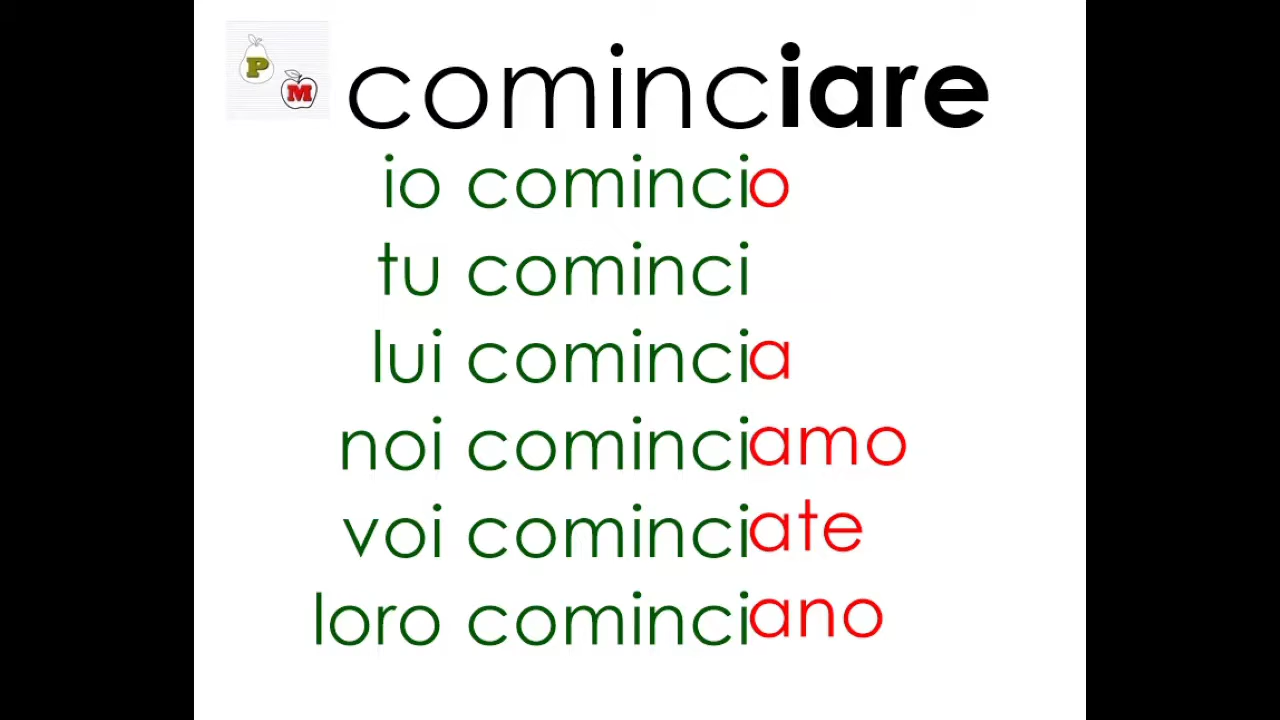 P
M
cominciare
io comincio
tu cominci
lui comincia
noi cominciamo
voi cominciate
loro cominciano